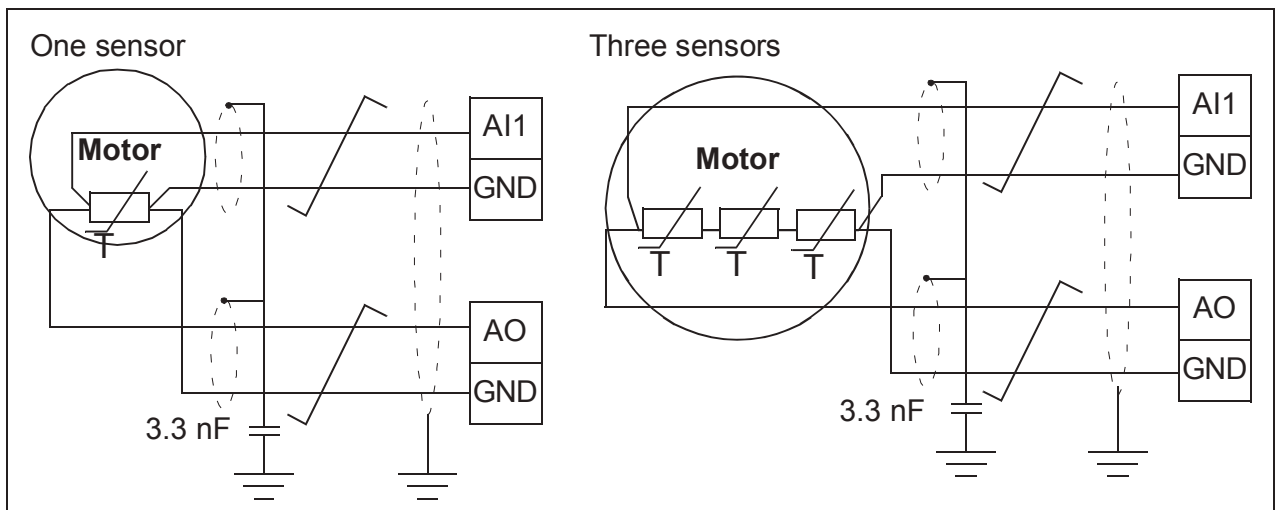 One sensor
Motor
T
AI1
GND
AO
GND
3.3 nF
Three sensors
Motor
T T T
AI1
GND
AO
GND
3.3 nF